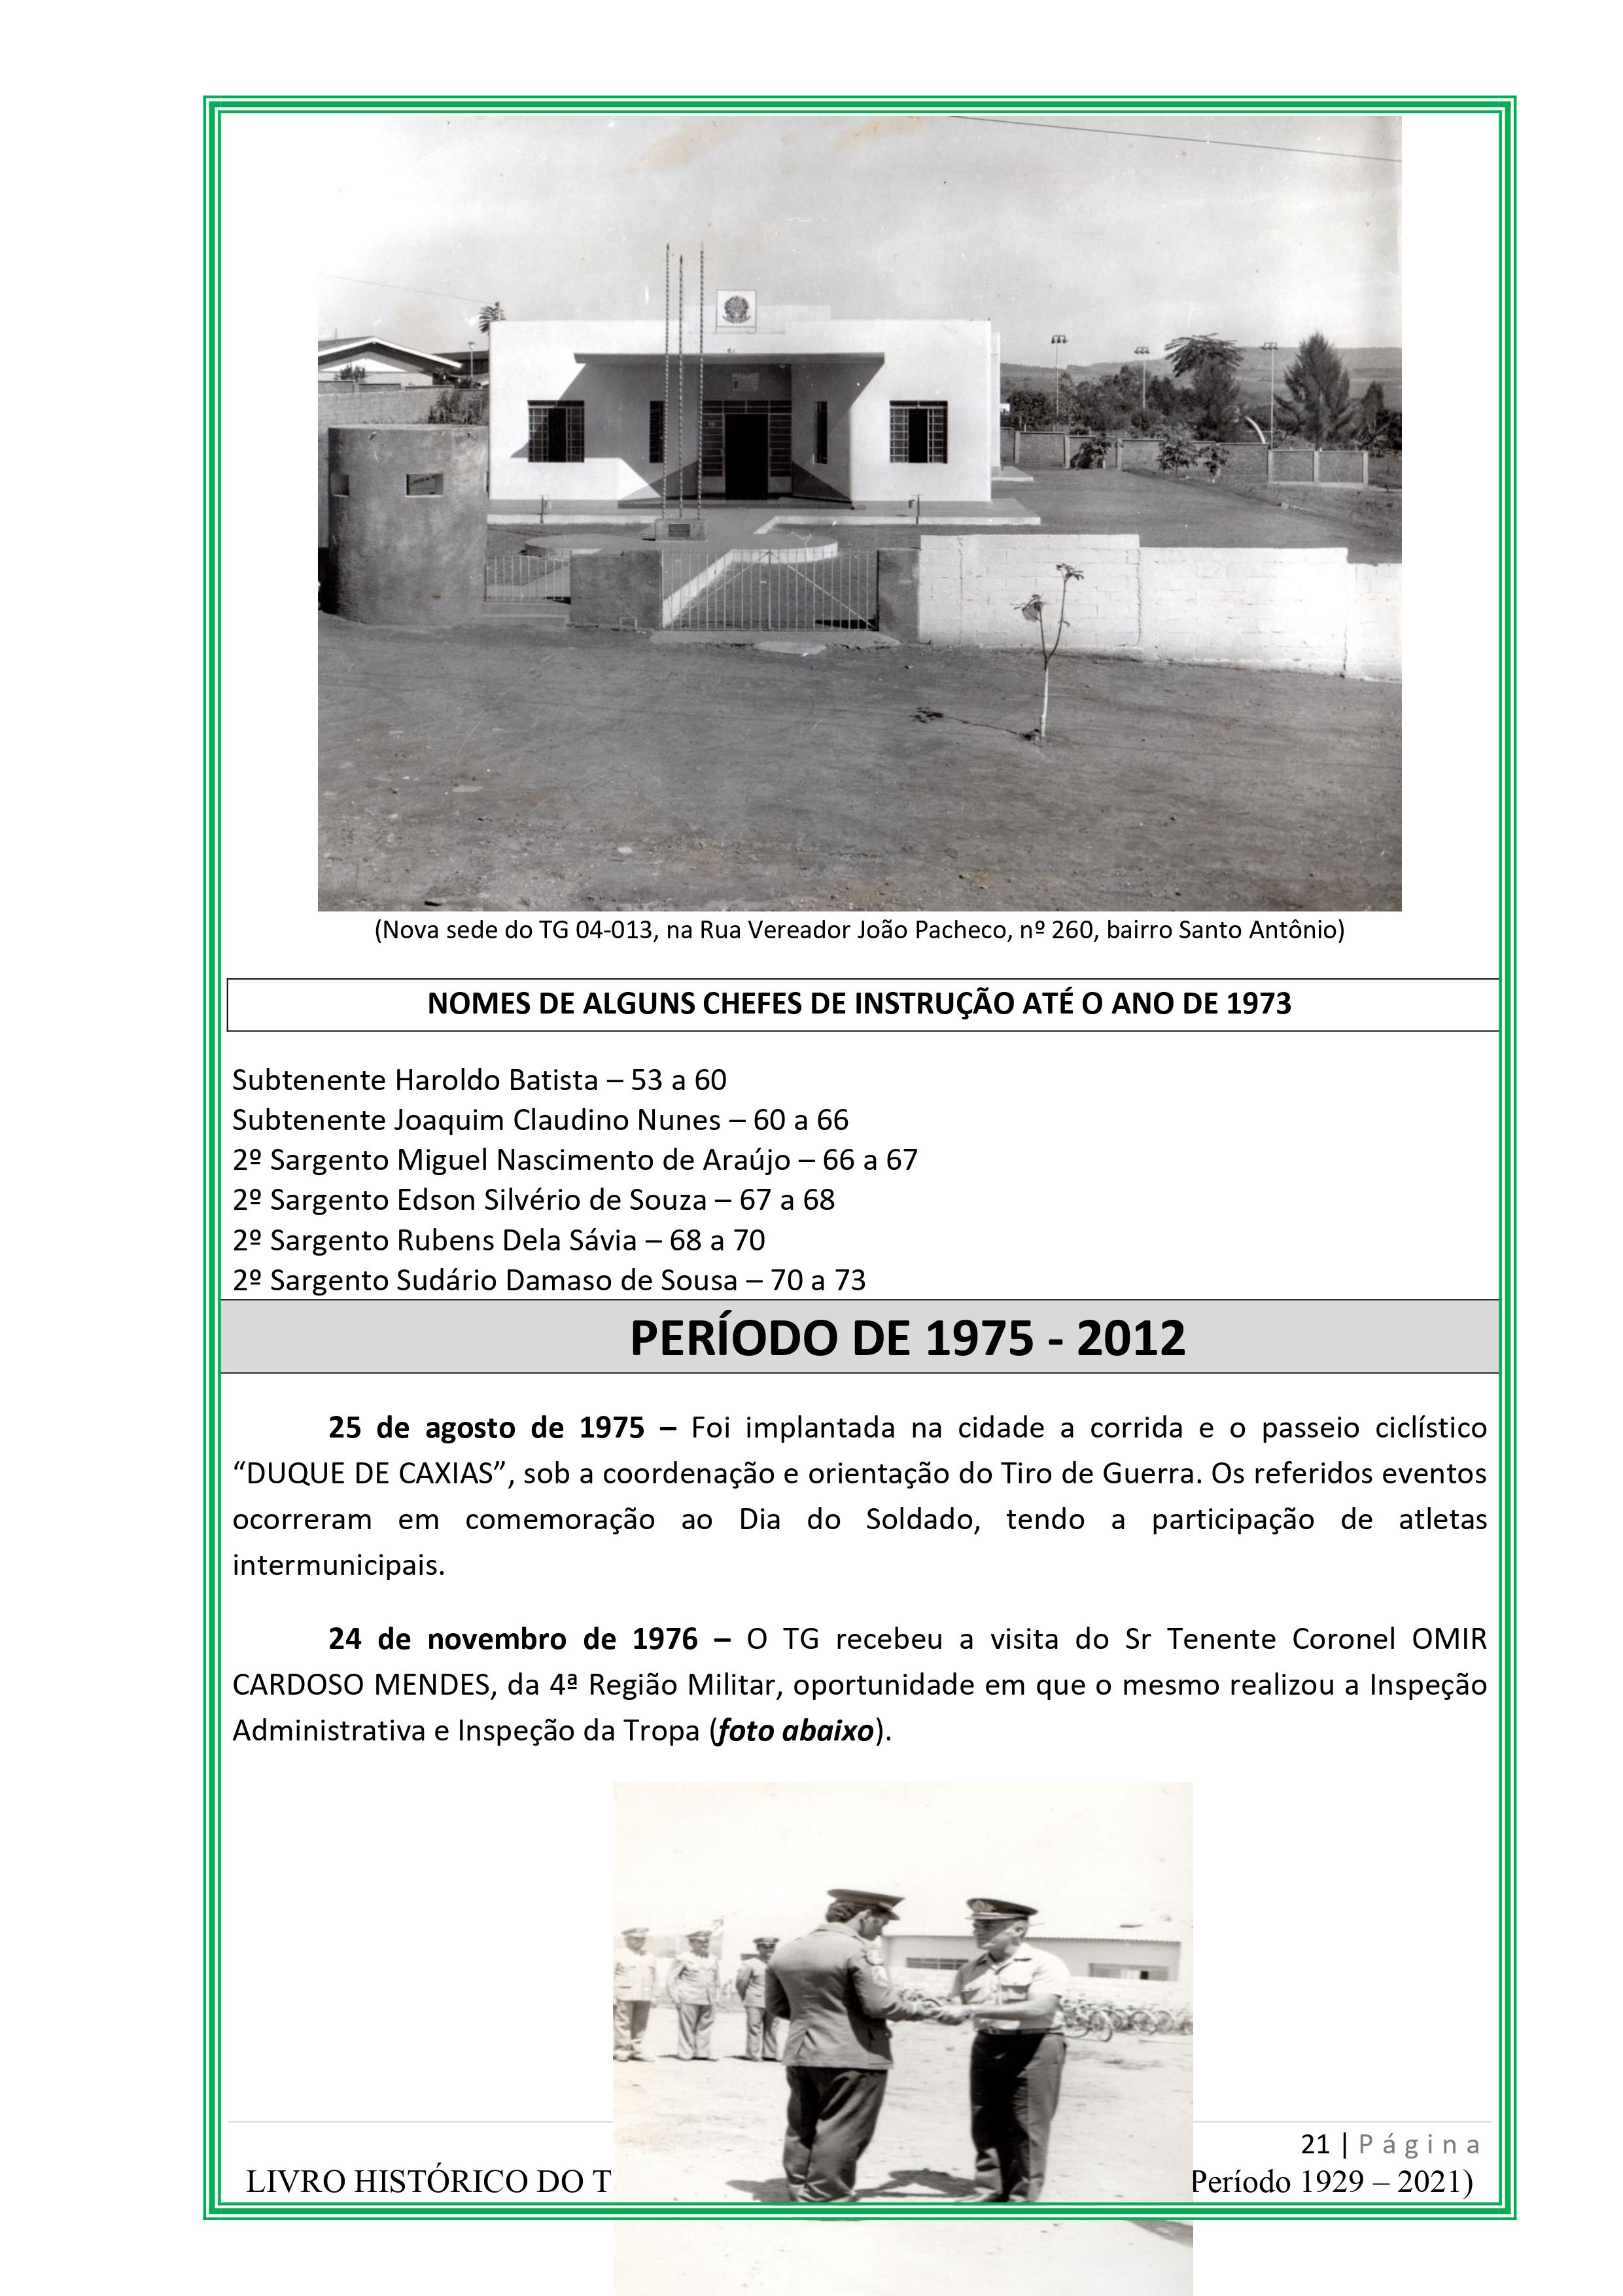 (Nova sede do TG 04-013, na Rua Vereador João Pacheco, nº 260, bairro Santo Antônio)
NOMES DE ALGUNS CHEFES DE INSTRUÇÃO ATÉ O ANO DE 1973
Subtenente Haroldo Batista – 53 a 60
Subtenente Joaquim Claudino Nunes – 60 a 66
2º Sargento Miguel Nascimento de Araújo – 66 a 67
2º Sargento Edson Silvério de Souza – 67 a 68
2º Sargento Rubens Dela Sávia – 68 a 70
2º Sargento Sudário Damaso de Sousa – 70 a 73
PERÍODO DE 1975 - 2012
25 de agosto de 1975 – Foi implantada na cidade a corrida e o passeio ciclístico
“DUQUE DE CAXIAS”, sob a coordenação e orientação do Tiro de Guerra. Os referidos eventos
ocorreram em comemoração ao Dia do Soldado, tendo a participação de atletas
intermunicipais.
24 de novembro de 1976 – O TG recebeu a visita do Sr Tenente Coronel OMIR
CARDOSO MENDES, da 4ª Região Militar, oportunidade em que o mesmo realizou a Inspeção
Administrativa e Inspeção da Tropa (foto abaixo).
21 | Página
LIVRO HISTÓRICO DO T Período 1929 – 2021)